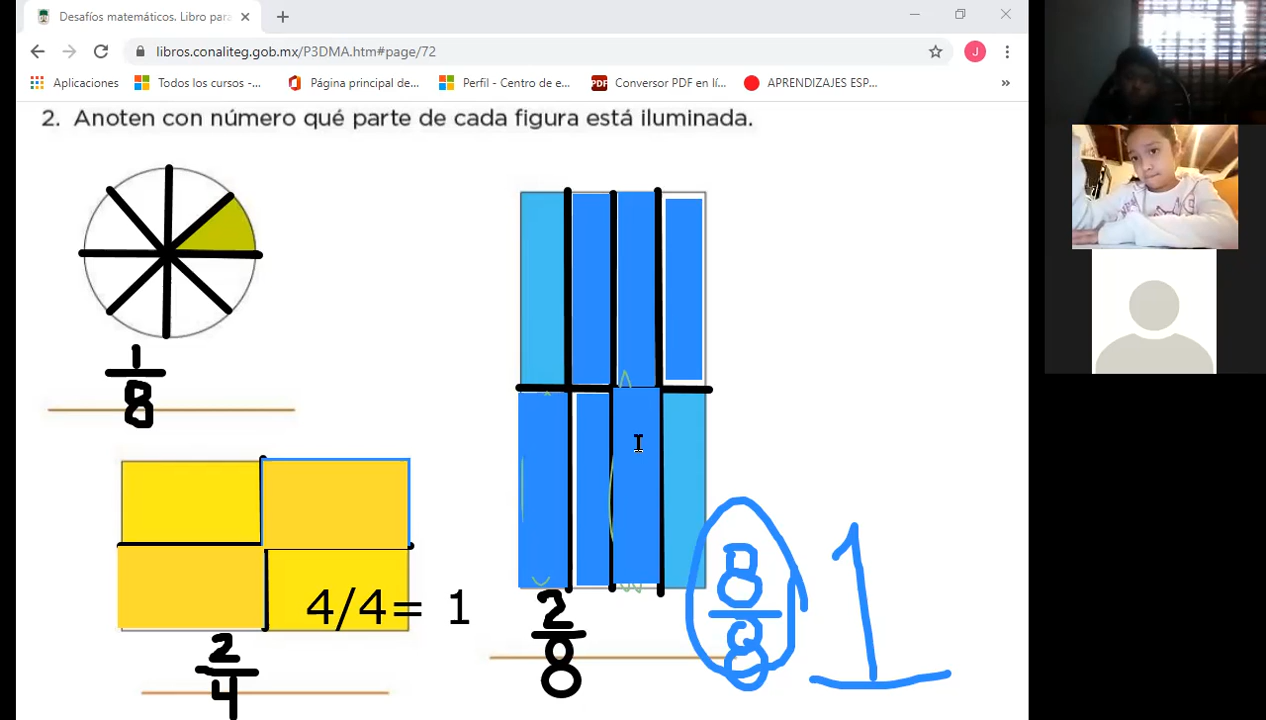 Desafíos matemáticos. Libro para
libros.conaliteg.gob.mx/P3DMA.htm#page/72
J
Aplicaciones
Todos los cursos -...
Página principal de...
Perfil - Centro de e...
PDF
Conversor PDF en lí...
APRENDIZAJES ESP...
»
2. Anoten con número qué parte de cada figura está iluminada.
1
8
4/4= 1
2
4
2
8
8
8
1